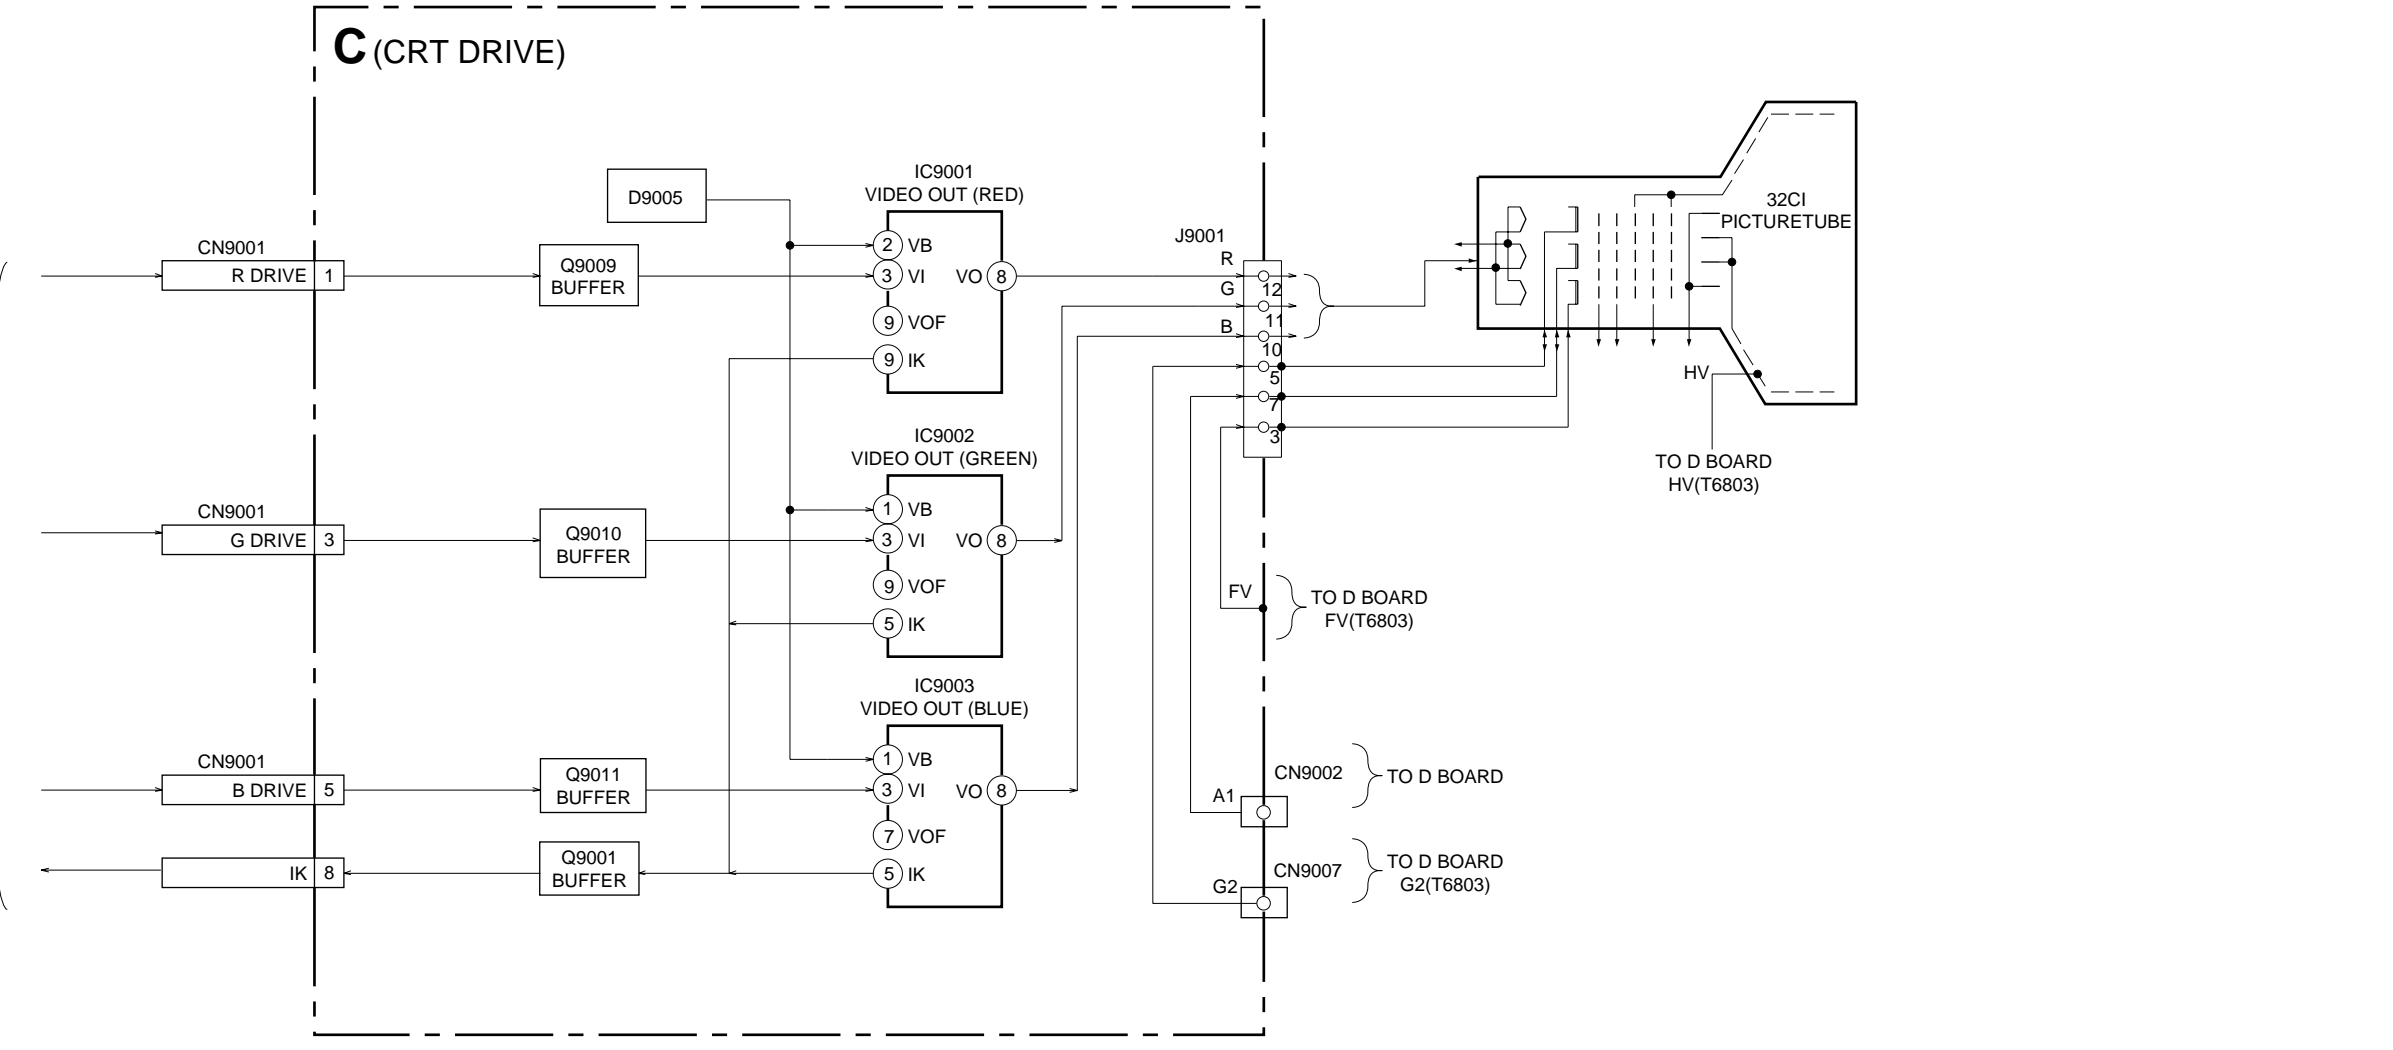 C (CRT DRIVE)
IC9001
VIDEO OUT (RED)
D9005
32CI
PICTURETUBE
CN9001
R DRIVE 1
Q9009
BUFFER
2 VB
3 VI
VO 8
9 VOF
9 IK
J9001
R
12
G
11
B
10
5
7
3
HV
TO D BOARD
HV(T6803)
IC9002
VIDEO OUT (GREEN)
CN9001
G DRIVE 3
Q9010
BUFFER
1 VB
3 VI
VO 8
9 VOF
5 IK
FV
TO D BOARD
FV(T6803)
IC9003
VIDEO OUT (BLUE)
CN9001
B DRIVE 5
Q9011
BUFFER
1 VB
3 VI
VO 8
7 VOF
5 IK
IK 8
Q9001
BUFFER
CN9002
TO D BOARD
A1
CN9007
TO D BOARD
G2(T6803)
G2